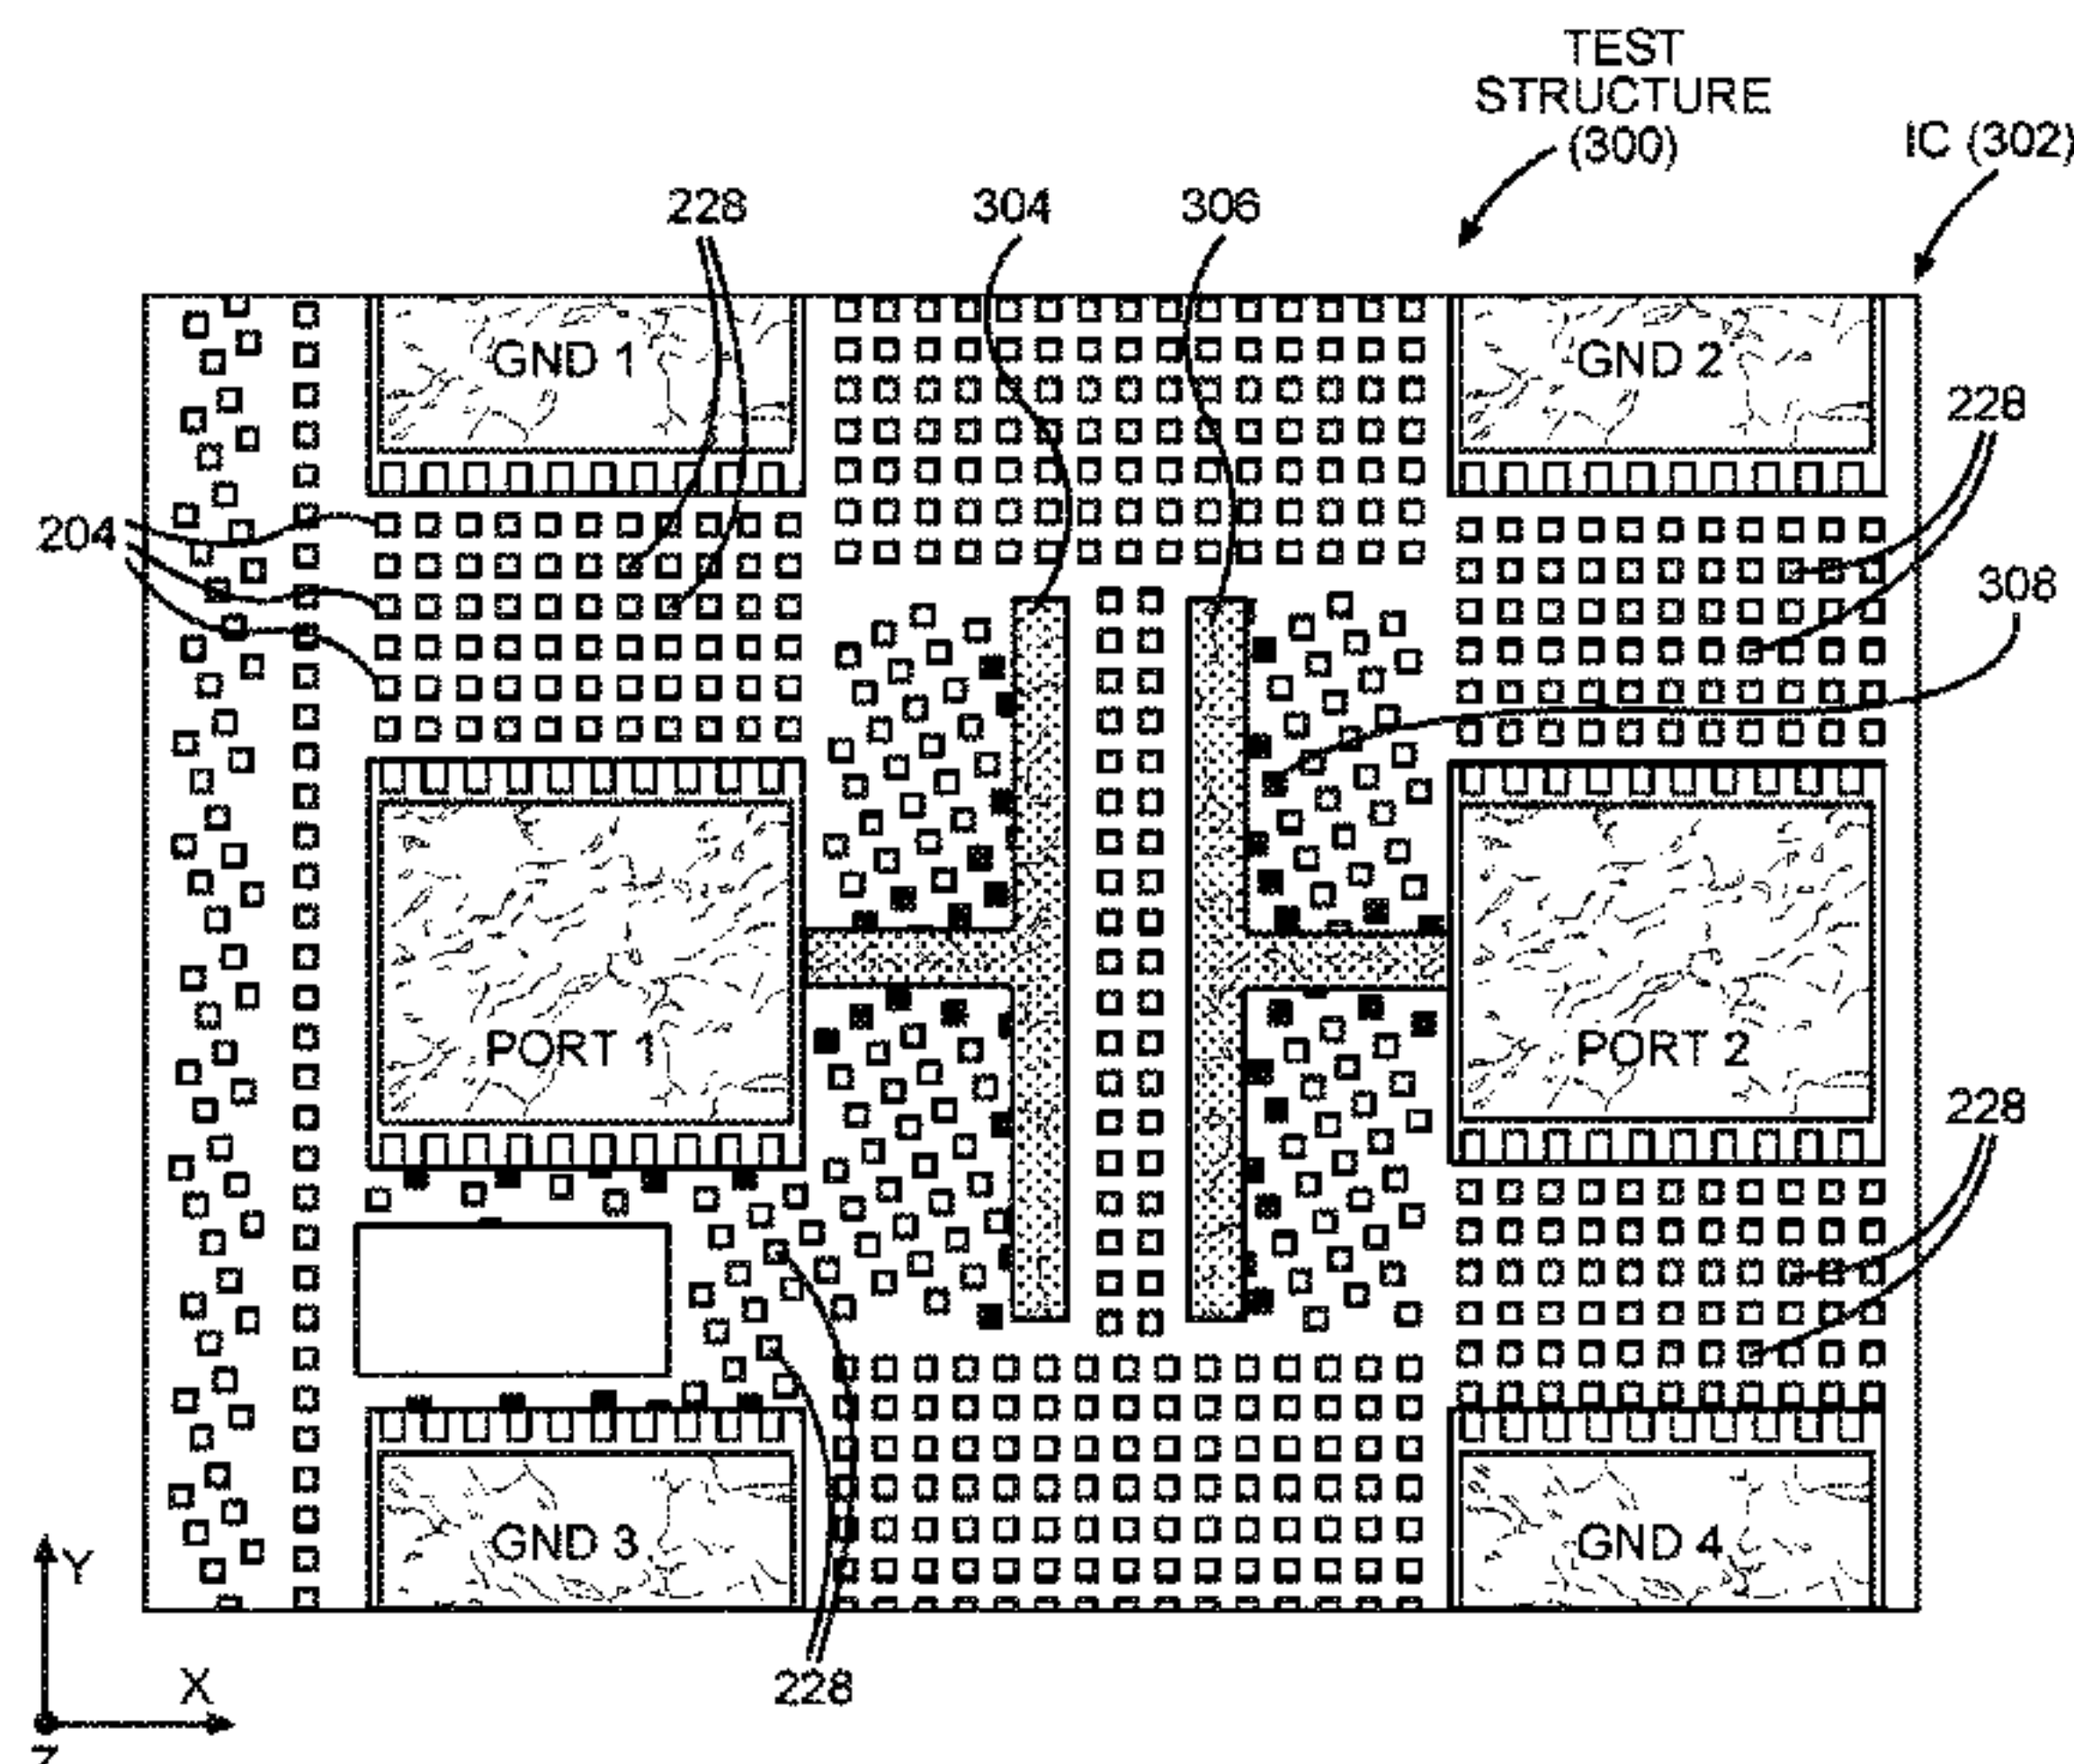 TEST
STRUCTURE
(300)
IC (302)
228
304
306
GND 1
GND 2
228
204
308
PORT 1
PORT 2
228
GND 3
GND 4
Y
X
Z
228